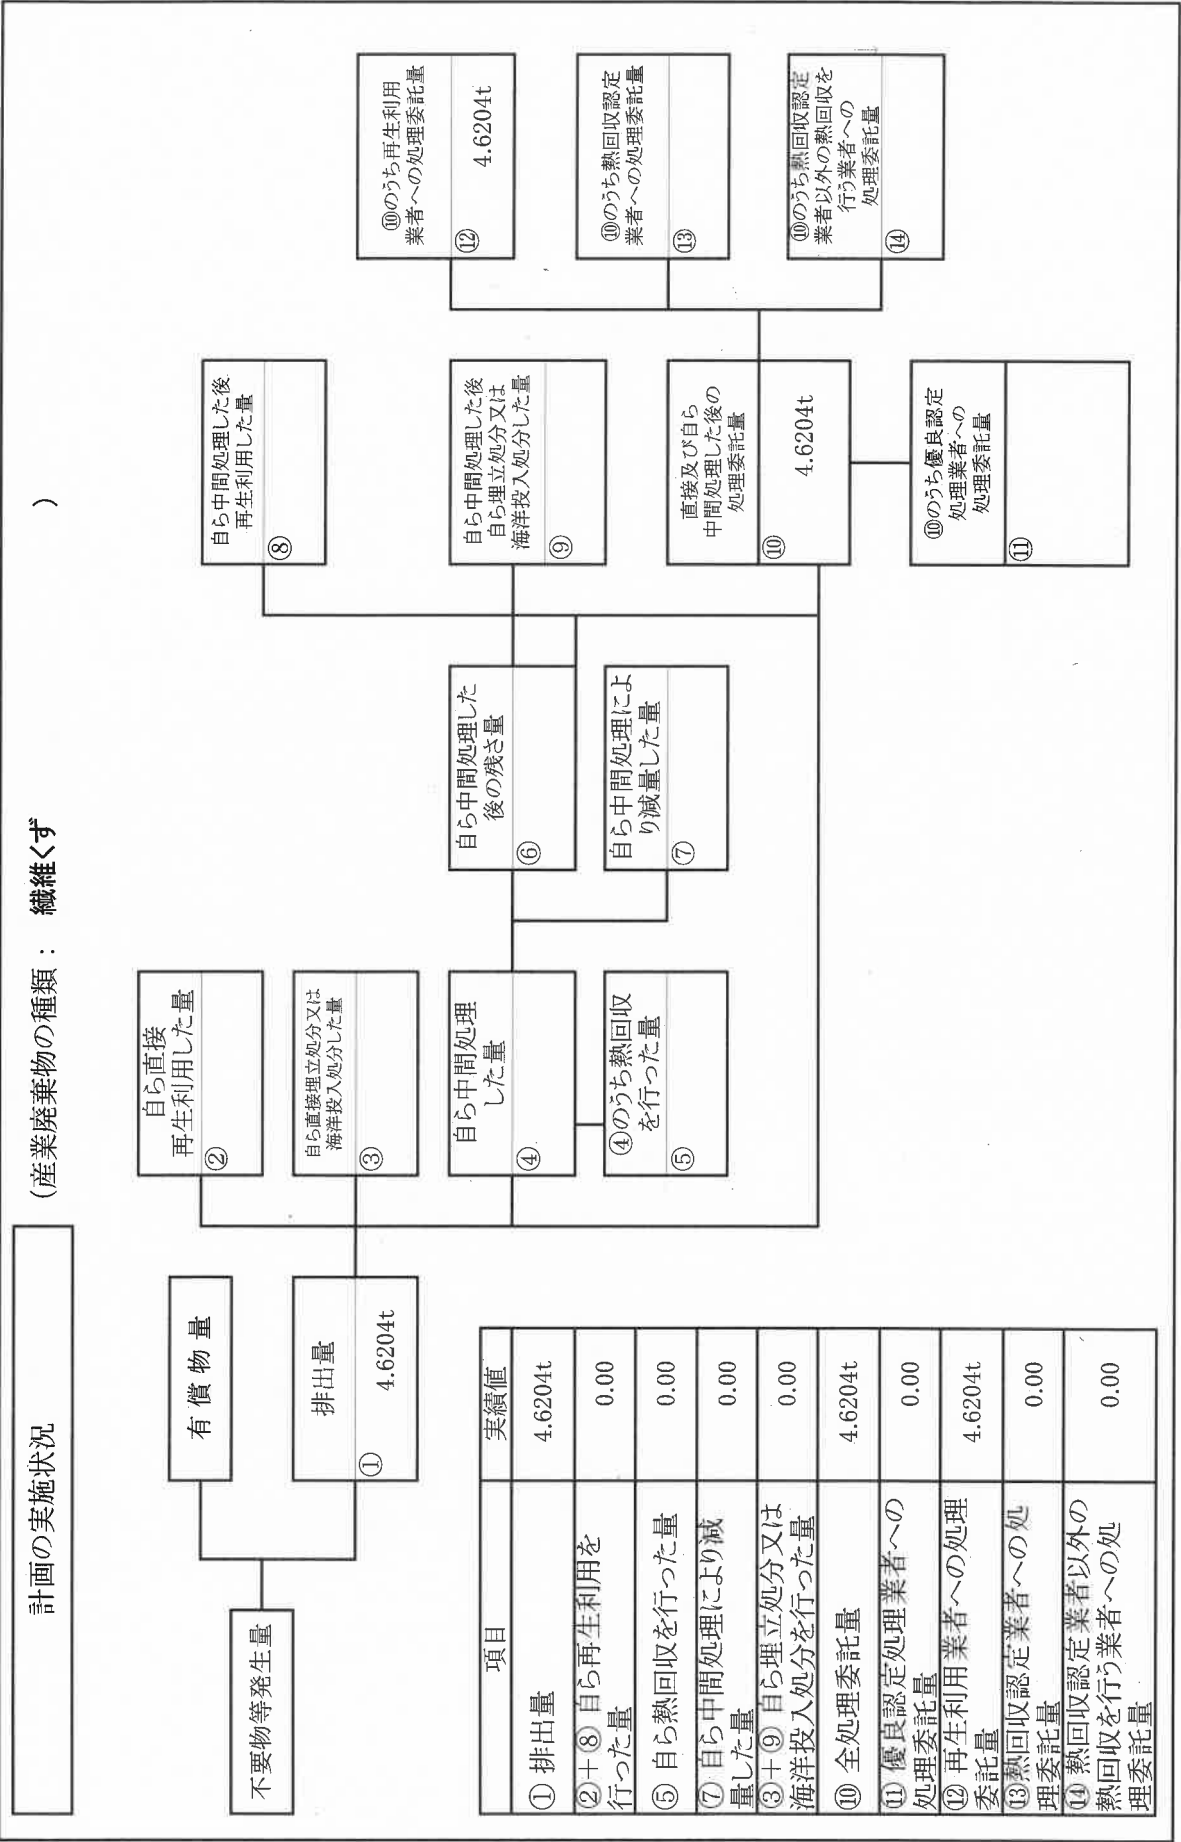 計画の実施状況
(産業廃棄物の種類： 繊維くず )
不要物等発生量
有償物量
排出量
① 4.6204t
自ら直接
再生利用した量
②
自ら直接埋立処分又は
海洋投入処分した量
③
自ら中間処理
した量
④
④のうち熱回収
を行った量
⑤
自ら中間処理した
後の残さ量
⑥
自ら中間処理によ
り減量した量
⑦
自ら中間処理した後
再生利用した量
⑧
自ら中間処理した後
自ら埋立処分又は
海洋投入処分した量
⑨
直接及び自ら
中間処理した後の
処理委託量
⑩ 4.6204t
⑩のうち優良認定
処理業者への
処理委託量
⑪
⑩のうち再生利用
業者への処理委託量
⑫ 4.6204t
⑩のうち熱回収認定
業者への処理委託量
⑬
⑩のうち熱回収認定
業者以外の熱回収を
行う業者への
処理委託量
⑭
項目 実績値
① 排出量 4.6204t
②＋⑧ 自ら再生利用を
行った量 0.00
⑤ 自ら熱回収を行った量 0.00
⑦ 自ら中間処理により減
量した量 0.00
③＋⑨ 自ら埋立処分又は
海洋投入処分を行った量 0.00
⑩ 全処理委託量 4.6204t
⑪ 優良認定処理業者への
処理委託量 0.00
⑫ 再生利用業者への処理
委託量 4.6204t
⑬熱回収認定業者への処
理委託量 0.00
⑭ 熱回収認定業者以外の
熱回収を行う業者への処
理委託量 0.00